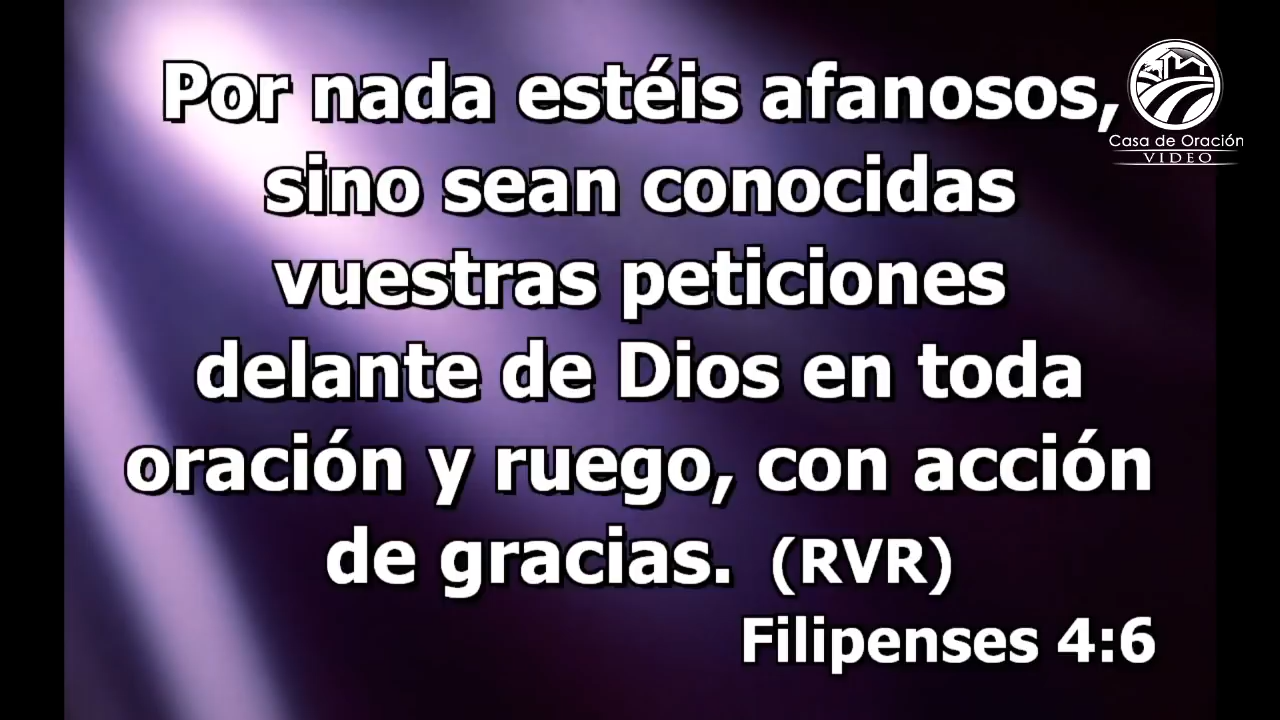 Por nada estéis afanosos,
sino sean conocidas
vuestras peticiones
delante de Dios en toda
oración y ruego, con acción
de gracias. (RVR)
Filipenses 4:6
Casa de Oración
VIDEO